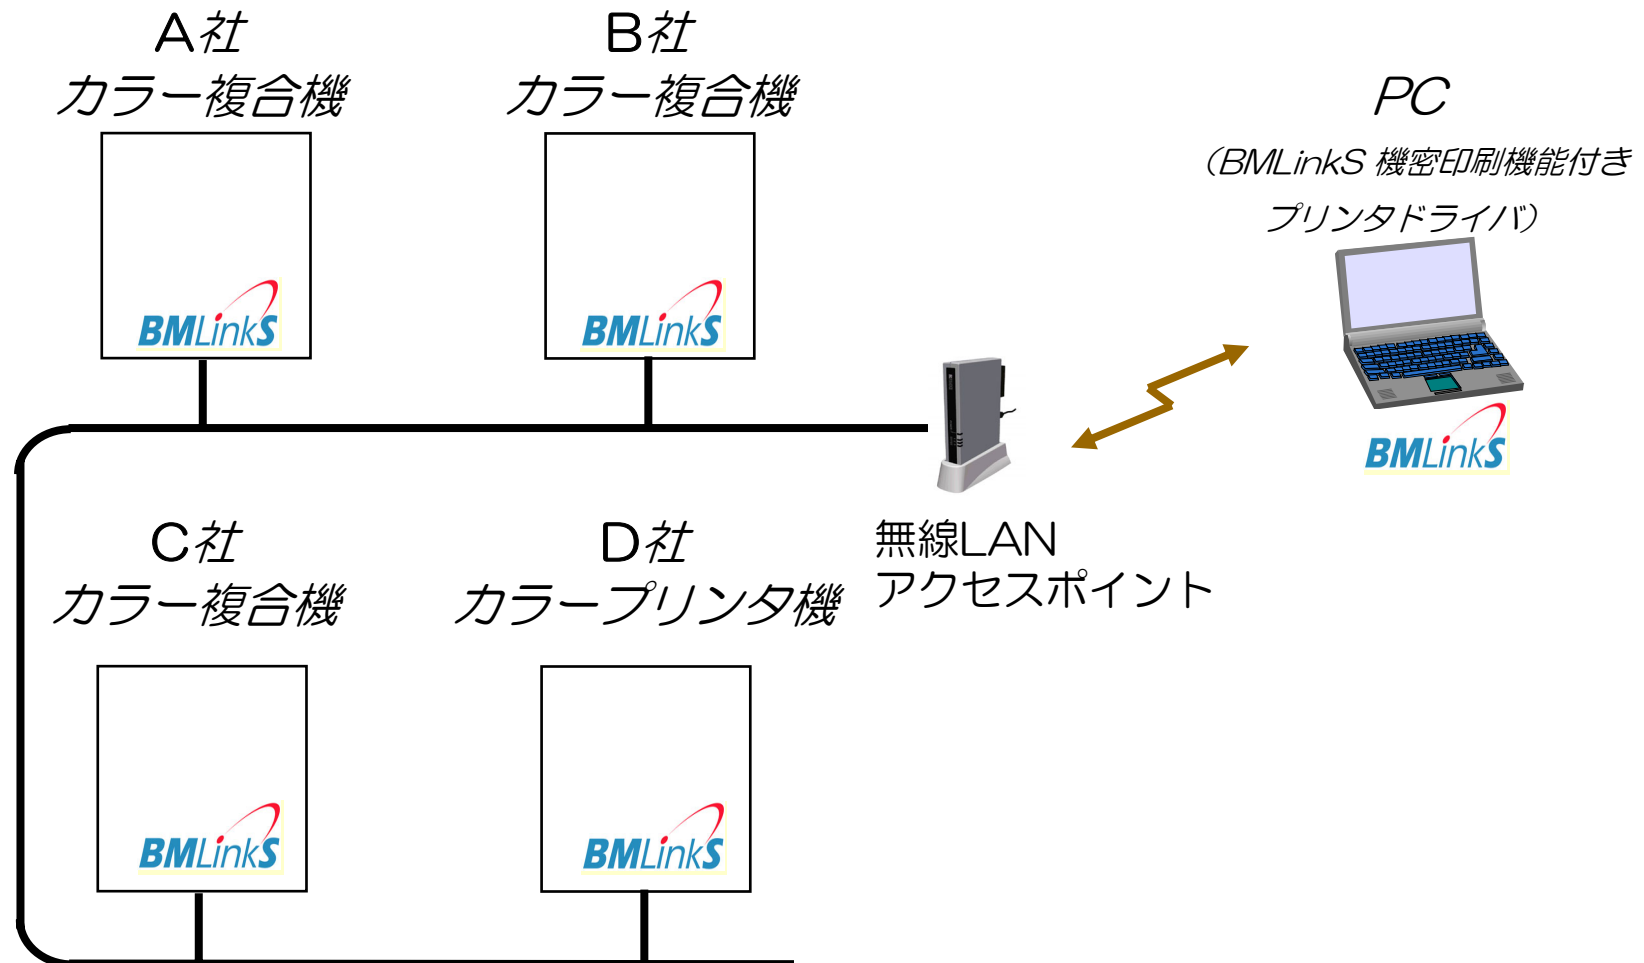 A社
カラー複合機
BMLinkS
B社
カラー複合機
BMLinkS
PC
（BMLinkS 機密印刷機能付き
プリンタドライバ）
BMLinkS
無線LAN
アクセスポイント
C社
カラー複合機
BMLinkS
D社
カラープリンタ機
BMLinkS